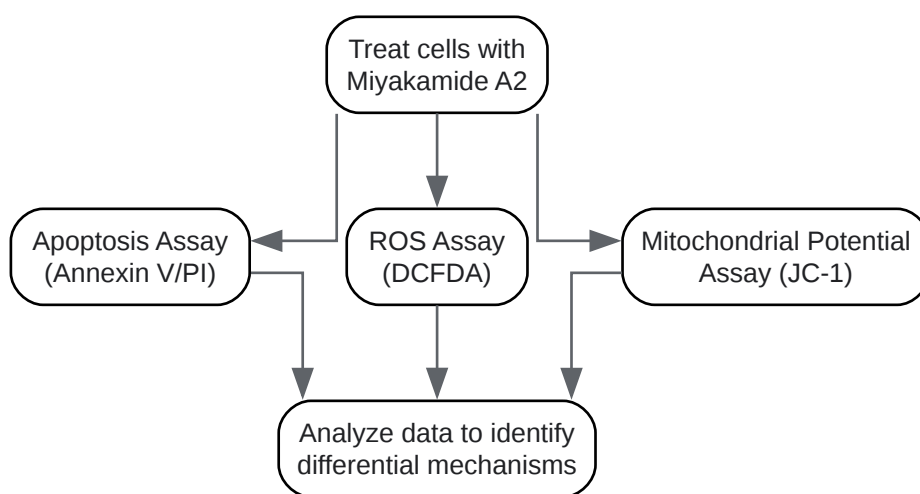 Treat cells with
Miyakamide A2
Apoptosis Assay
(Annexin V/PI)
ROS Assay
(DCFDA)
Mitochondrial Potential
Assay (JC-1)
Analyze data to identify
differential mechanisms